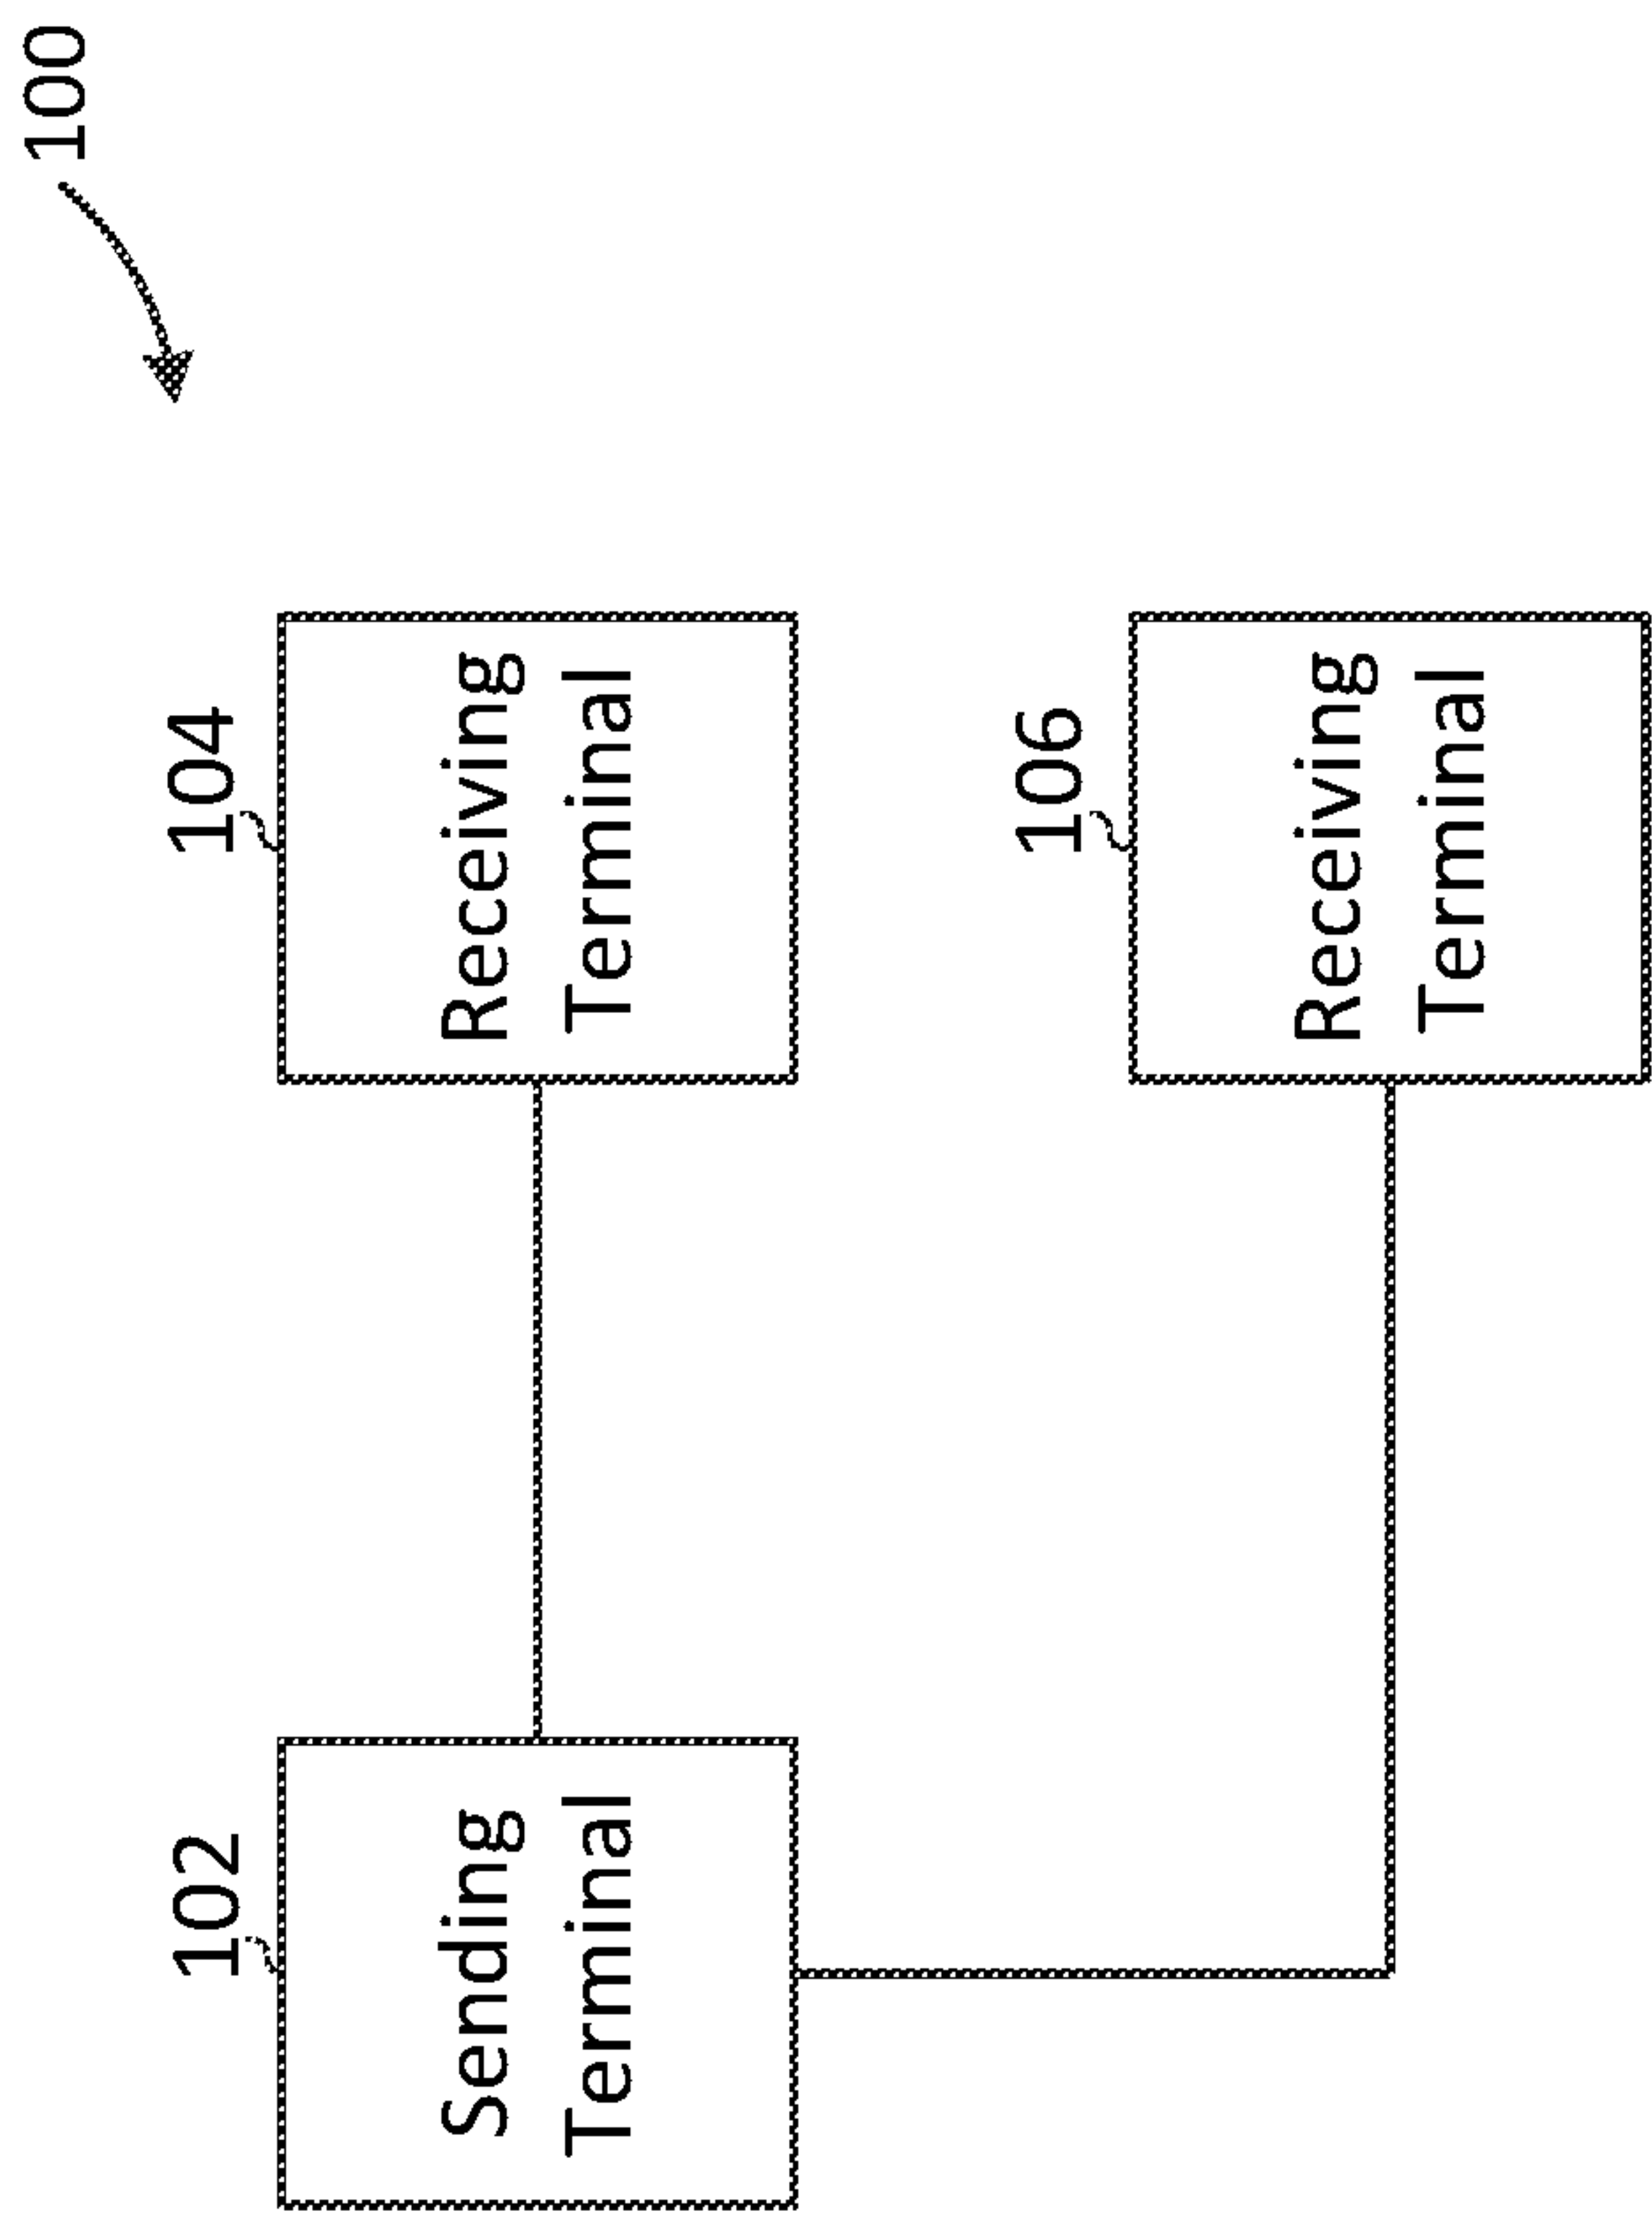 100
102
Sending
Terminal
104
Receiving
Terminal
106
Receiving
Terminal